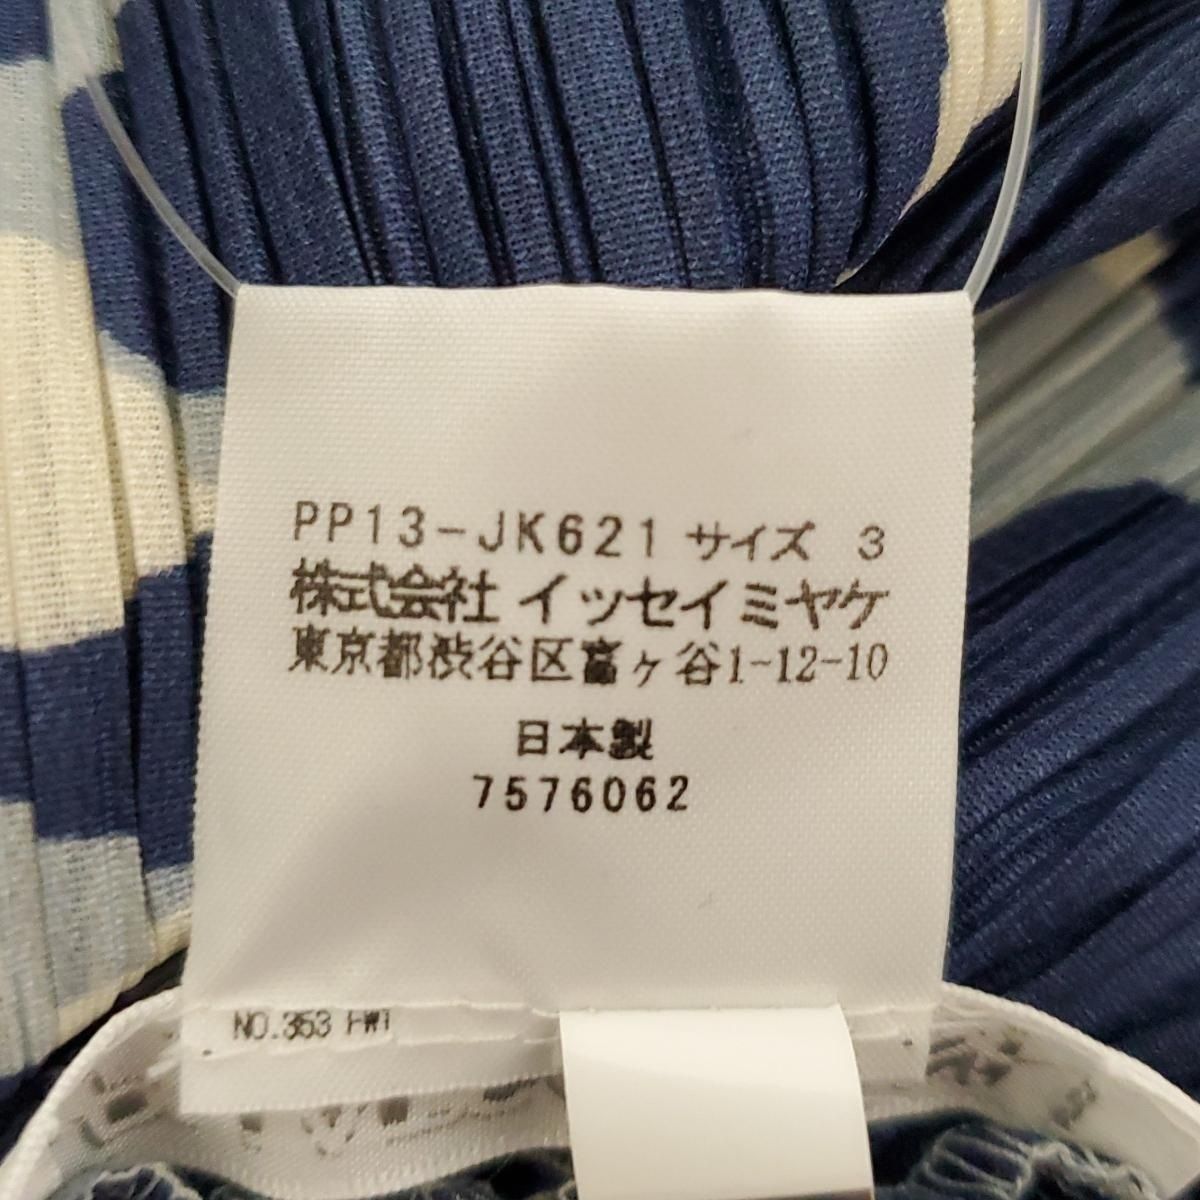 PP13-JK621 サイズ 3
株式会社 イッセイミヤケ
東京都渋谷区富ヶ谷1-12-10
日本製
7576062
NO.353